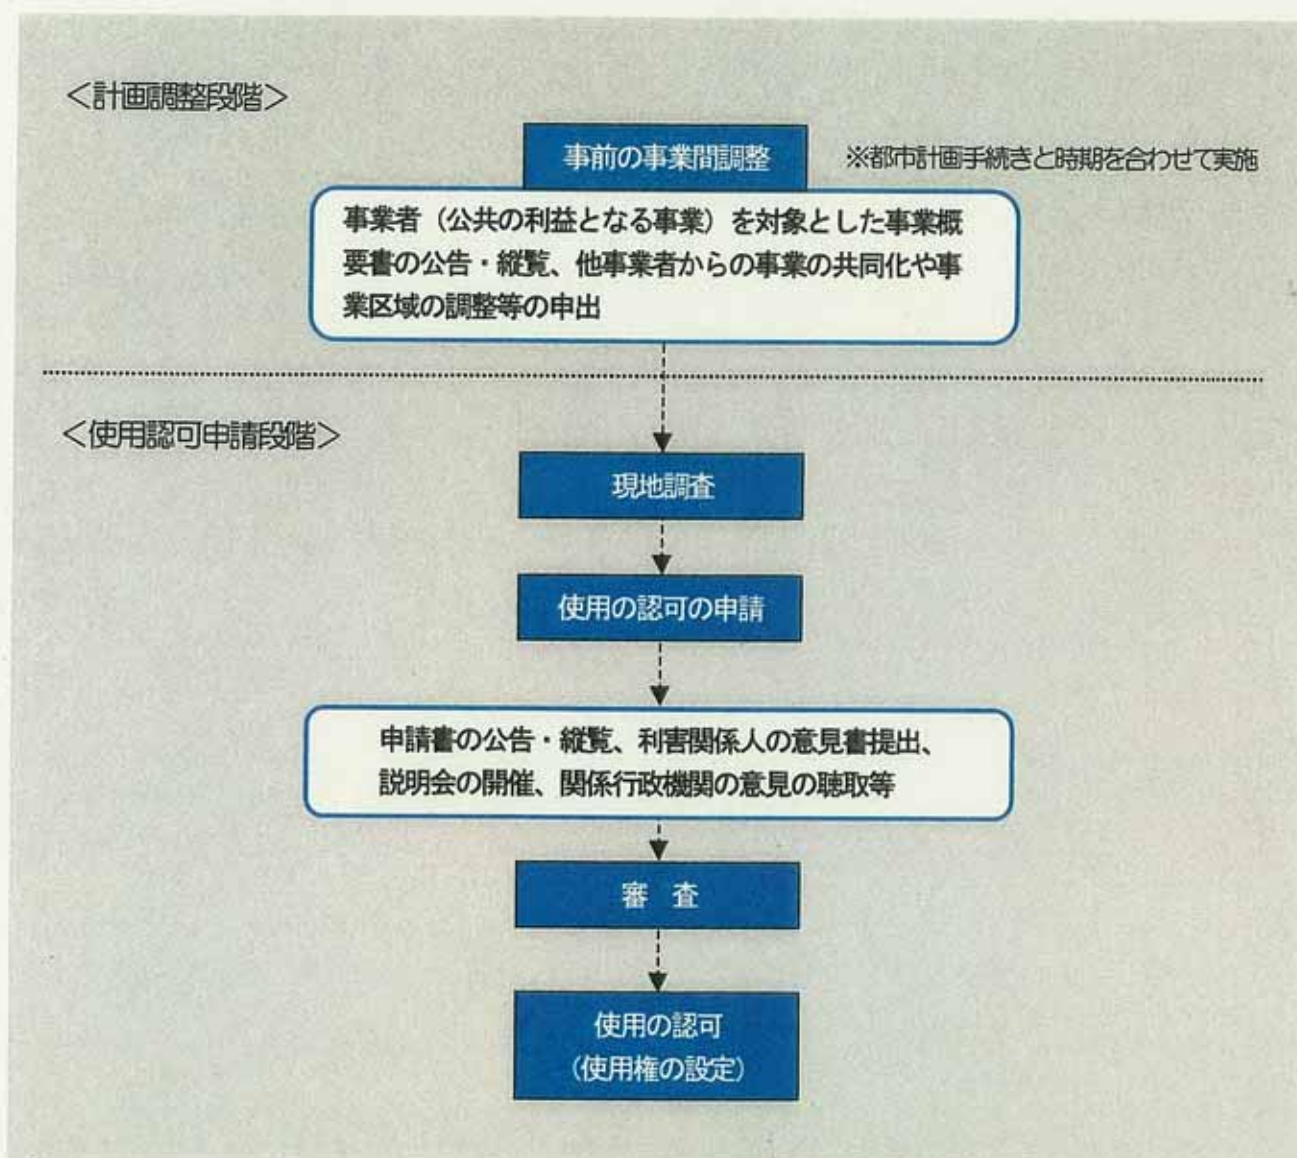 ＜計画調整段階＞
事前の事業間調整
※都市計画手続きと時期を合わせて実施
事業者（公共の利益となる事業）を対象とした事業概
要書の公告・縦覧、他事業者からの事業の共同化や事
業区域の調整等の申出
＜使用認可申請段階＞
現地調査
使用の認可の申請
申請書の公告・縦覧、利害関係人の意見書提出、
説明会の開催、関係行政機関の意見の聴取等
審　査
使用の認可
（使用権の設定）